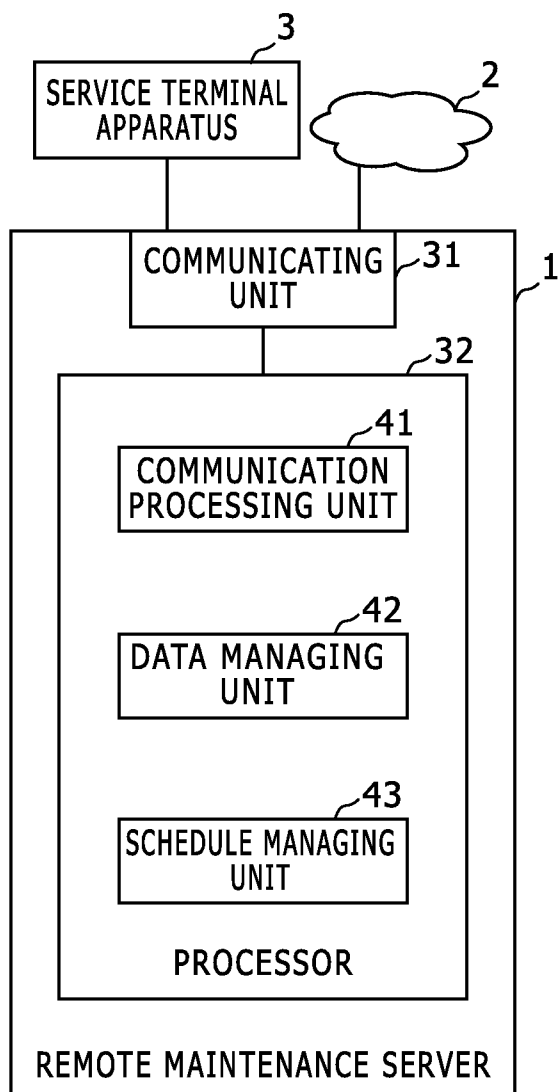 3
SERVICE TERMINAL
APPARATUS
2
COMMUNICATING
UNIT
31
1
32
41
COMMUNICATION
PROCESSING UNIT
42
DATA MANAGING
UNIT
43
SCHEDULE MANAGING
UNIT
PROCESSOR
REMOTE MAINTENANCE SERVER